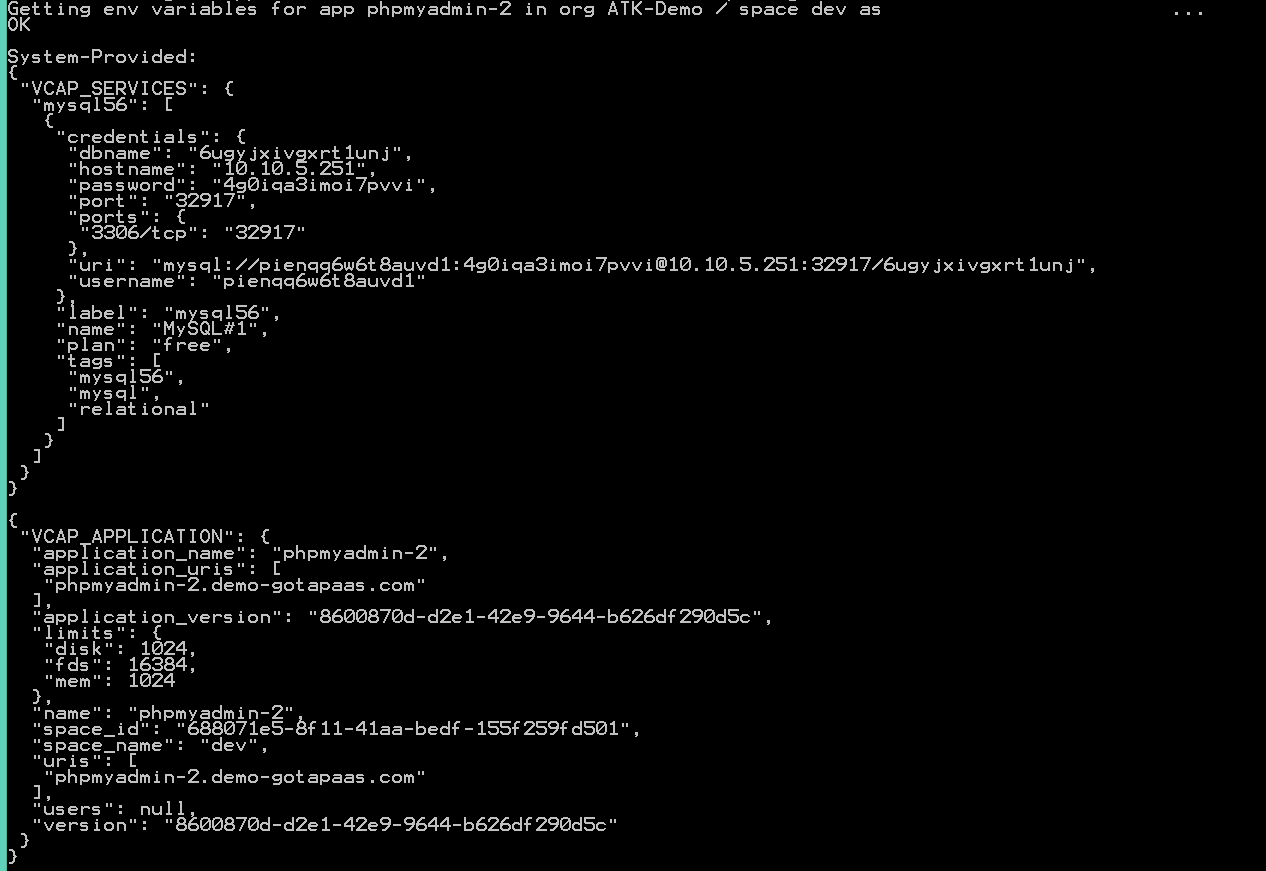 Getting env variables for app phpmyadmin-2 in org ATK-Demo / space dev as ...
OK

System-Provided:
{
 "VCAP_SERVICES": {
  "mysql56": [
   {
    "credentials": {
     "dbname": "6ugyjxivgxrt1unj",
     "hostname": "10.10.5.251",
     "password": "4g0iqa3imoi7pvvi",
     "port": "32917",
     "ports": {
      "3306/tcp": "32917"
     },
     "uri": "mysql://pienqq6w6t8auvd1:4g0iqa3imoi7pvvi@10.10.5.251:32917/6ugyjxivgxrt1unj",
     "username": "pienqq6w6t8auvd1"
    },
    "label": "mysql56",
    "name": "MySQL#1",
    "plan": "free",
    "tags": [
     "mysql56",
     "mysql",
     "relational"
    ]
   }
  ]
 }
}

{
 "VCAP_APPLICATION": {
  "application_name": "phpmyadmin-2",
  "application_uris": [
   "phpmyadmin-2.demo-gotapaas.com"
  ],
  "application_version": "8600870d-d2e1-42e9-9644-b626df290d5c",
  "limits": {
   "disk": 1024,
   "fds": 16384,
   "mem": 1024
  },
  "name": "phpmyadmin-2",
  "space_id": "688071e5-8f11-41aa-bedf-155f259fd501",
  "space_name": "dev",
  "uris": [
   "phpmyadmin-2.demo-gotapaas.com"
  ],
  "users": null,
  "version": "8600870d-d2e1-42e9-9644-b626df290d5c"
 }
}